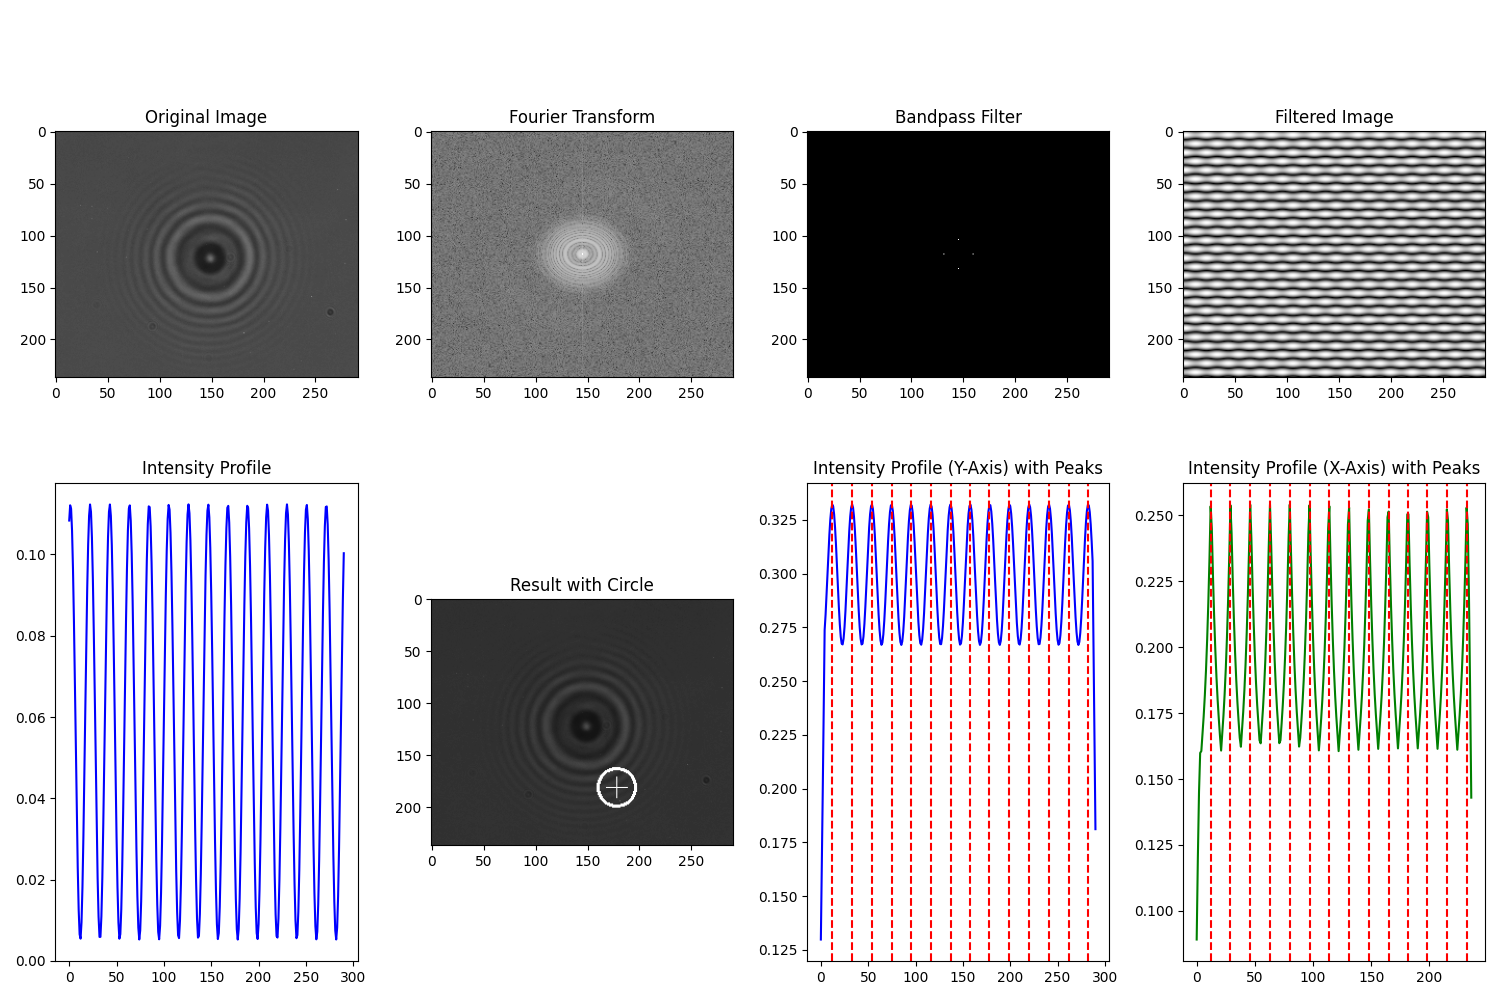 Original Image
Fourier Transform
Bandpass Filter
Filtered Image
0
50
100
150
200
0 50 100 150 200 250
0
50
100
150
200
0 50 100 150 200 250
0
50
100
150
200
0 50 100 150 200 250
0
50
100
150
200
0 50 100 150 200 250
Intensity Profile
0.10
0.08
0.06
0.04
0.02
0.00
0 50 100 150 200 250 300
Result with Circle
0
50
100
150
200
0 50 100 150 200 250
Intensity Profile (Y-Axis) with Peaks
0.325
0.300
0.275
0.250
0.225
0.200
0.175
0.150
0.125
0 50 100 150 200 250 300
Intensity Profile (X-Axis) with Peaks
0.250
0.225
0.200
0.175
0.150
0.125
0.100
0 50 100 150 200